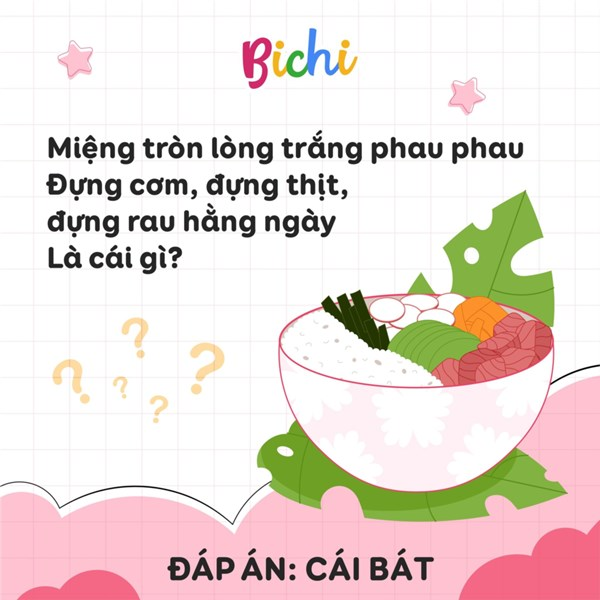 Bichi
Miệng tròn lòng trắng phau phau
Đựng cơm, đựng thịt,
đựng rau hằng ngày
Là cái gì?
? ? ? ? ?
ĐÁP ÁN: CÁI BÁT